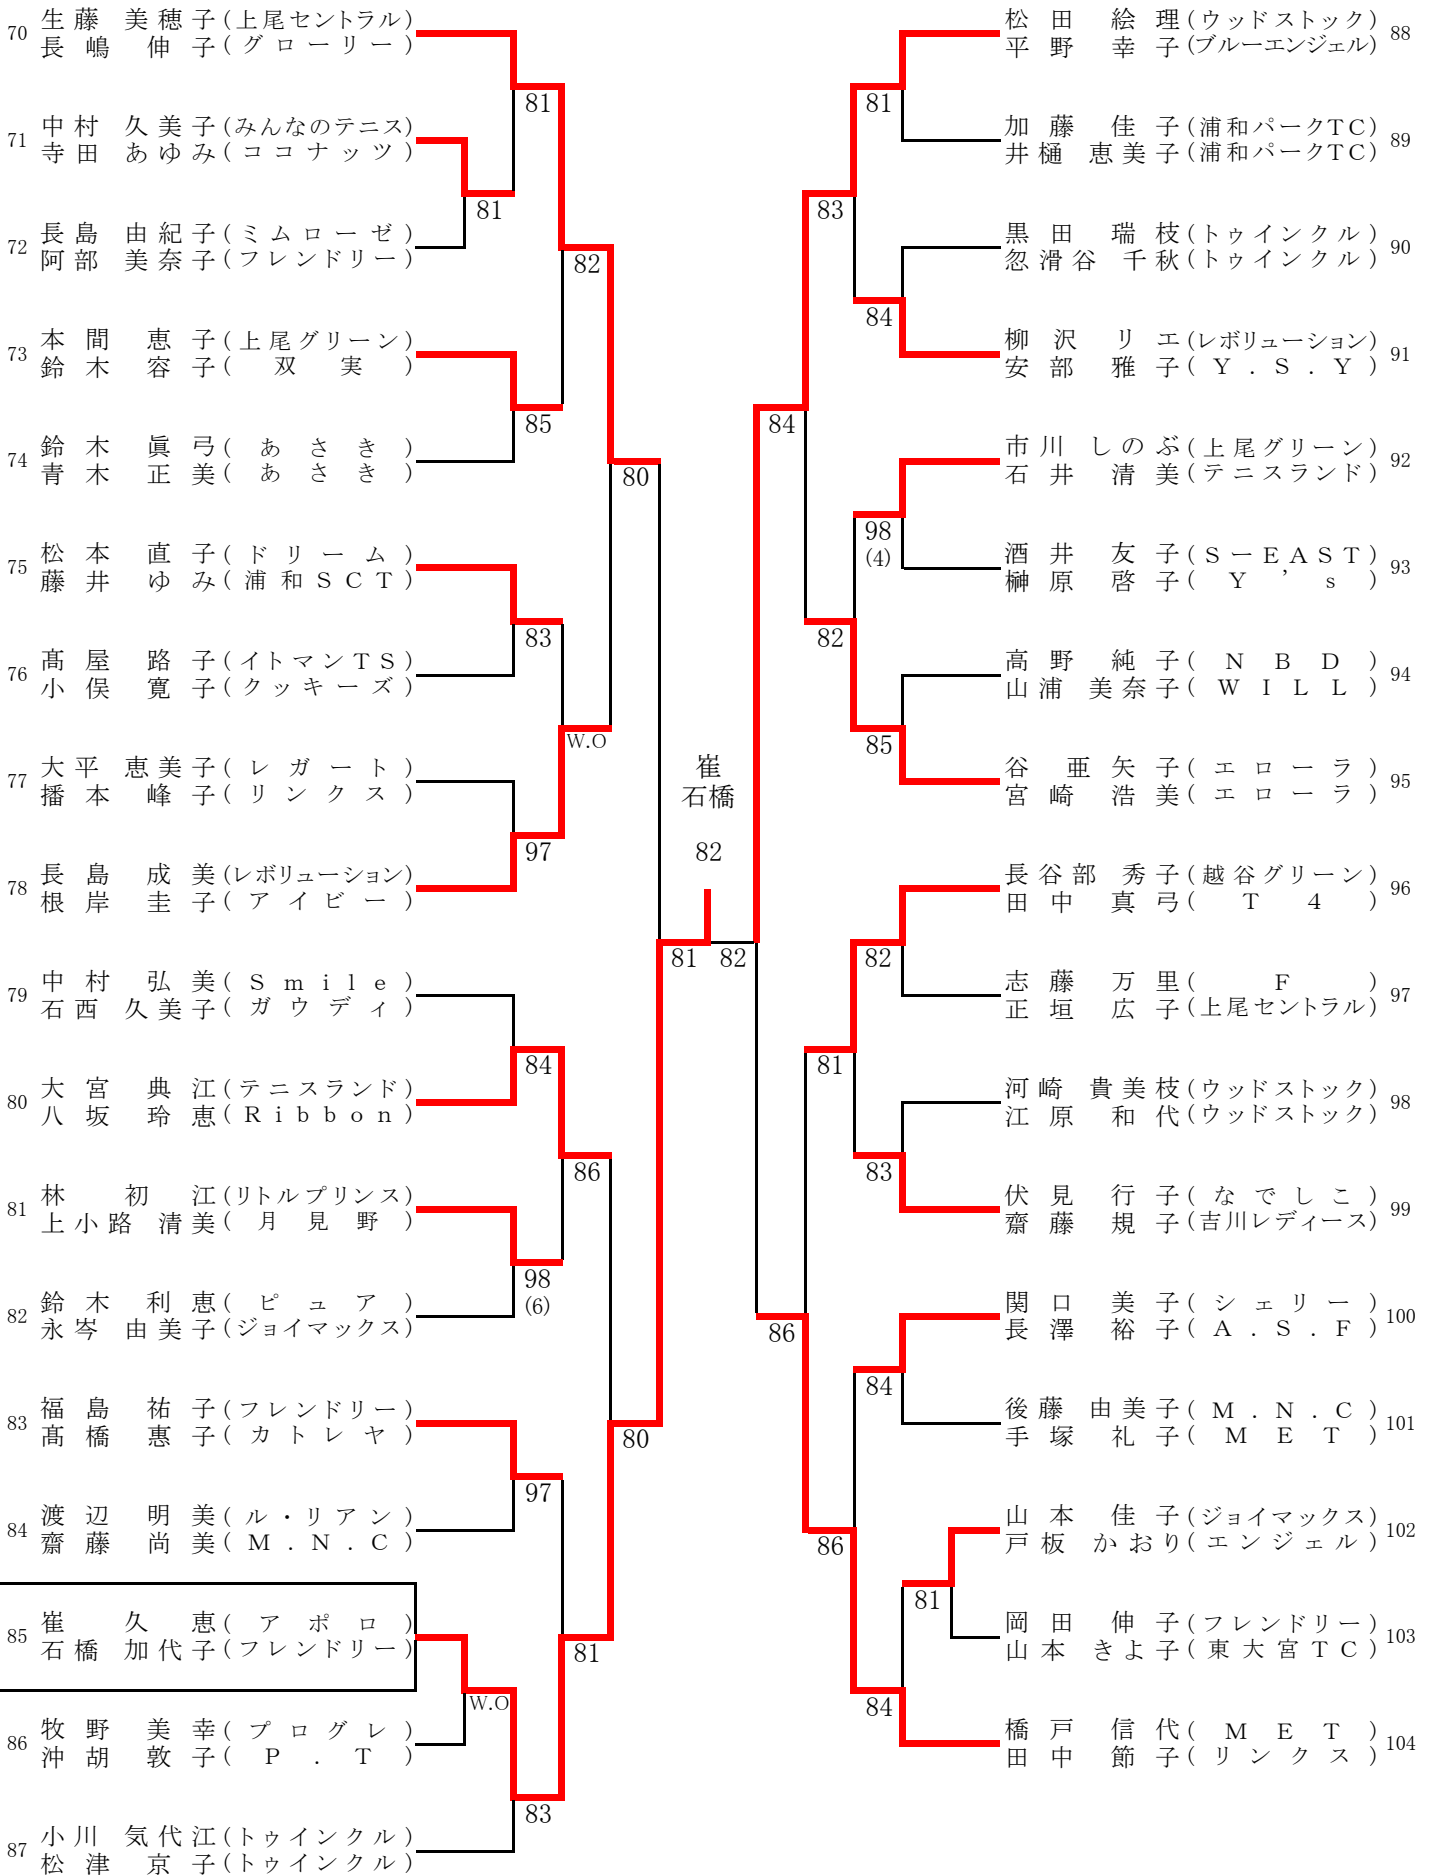 70 生藤 美穂子(上尾セントラル)
長嶋 伸子(グローリー)
81
71 中村 久美子(みんなのテニス)
寺田 あゆみ(ココナッツ)
81
72 長島 由紀子(ミムローゼ)
阿部 美奈子(フレンドリー)
82
73 本間 恵子(上尾グリーン)
鈴木 容子(双実)
85
74 鈴木 眞弓(あさき)
青木 正美(あさき)
80
75 松本 直子(ドリーム)
藤井 ゆみ(浦和SCT)
83
76 髙屋 路子(イトマンTS)
小俣 寛子(クッキーズ)
W.O
77 大平 恵美子(レガート)
播本 峰子(リンクス)
97
78 長島 成美(レボリューション)
根岸 圭子(アイビー)
81
79 中村 弘美(Smile)
石西 久美子(ガウディ)
84
80 大宮 典江(テニスランド)
八坂 玲恵(Ribbon)
86
81 林 初江(リトルプリンス)
上小路 清美(月見野)
98
(6)
82 鈴木 利恵(ピュア)
永岑 由美子(ジョイマックス)
83 福島 祐子(フレンドリー)
髙橋 惠子(カトレヤ)
80
97
84 渡辺 明美(ル・リアン)
齋藤 尚美(M.N.C)
85 崔 久恵(アポロ)
石橋 加代子(フレンドリー)
81
W.O
86 牧野 美幸(プログレ)
沖胡 敦子(P.T)
83
87 小川 気代江(トゥインクル)
松津 京子(トゥインクル)
崔
石橋
82
82
松田 絵理(ウッドストック) 88
平野 幸子(ブルーエンジェル)
81
加藤 佳子(浦和パークTC) 89
井樋 恵美子(浦和パークTC)
83
黒田 瑞枝(トゥインクル) 90
忽滑谷 千秋(トゥインクル)
84
柳沢 リエ(レボリューション) 91
安部 雅子(Y.S.Y)
84
市川 しのぶ(上尾グリーン) 92
石井 清美(テニスランド)
98
(4)
酒井 友子(S-EAST) 93
榊原 啓子(Y's)
82
高野 純子(NBD) 94
山浦 美奈子(WILL)
85
谷 亜矢子(エローラ) 95
宮崎 浩美(エローラ)
長谷部 秀子(越谷グリーン) 96
田中 真弓(T4)
82
志藤 万里(F) 97
正垣 広子(上尾セントラル)
81
河崎 貴美枝(ウッドストック) 98
江原 和代(ウッドストック)
83
伏見 行子(なでしこ) 99
齋藤 規子(吉川レディース)
86
関口 美子(シェリー) 100
長澤 裕子(A.S.F)
84
後藤 由美子(M.N.C) 101
手塚 礼子(MET)
86
山本 佳子(ジョイマックス) 102
戸板 かおり(エンジェル)
81
岡田 伸子(フレンドリー) 103
山本 きよ子(東大宮TC)
84
橋戸 信代(MET) 104
田中 節子(リンクス)